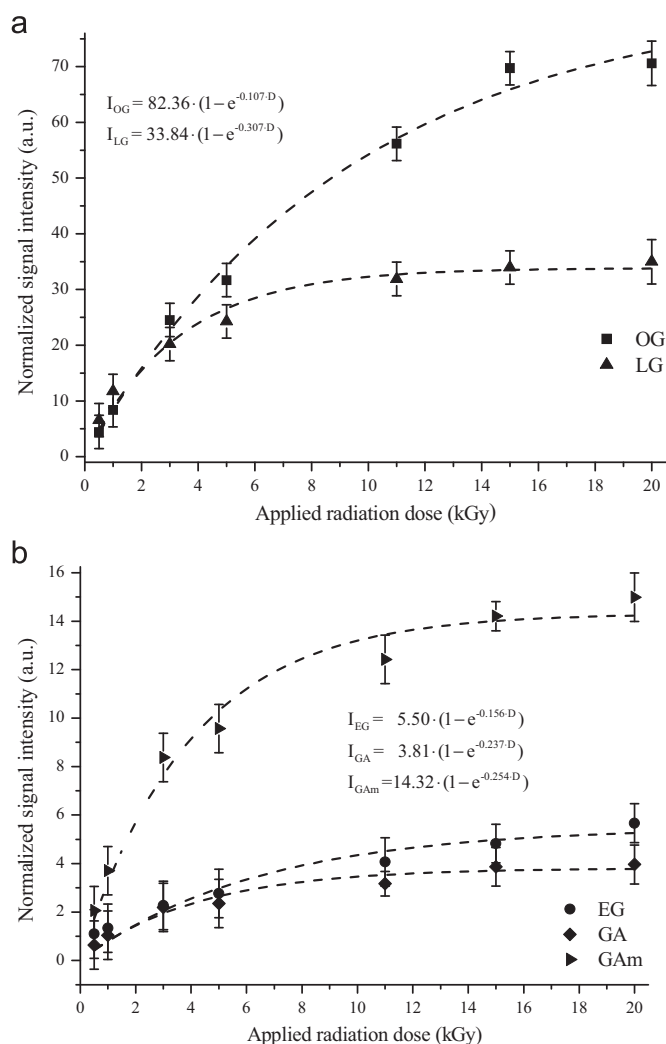 a
70
60
50
40
30
20
10
0
Normalized signal intensity (a.u.)
I_OG = 82.36·(1−e^-0.107·D)
I_LG = 33.84·(1−e^-0.307·D)
OG
LG
0 2 4 6 8 10 12 14 16 18 20
Applied radiation dose (kGy)
b
16
14
12
10
8
6
4
2
0
Normalized signal intensity (a.u.)
I_EG = 5.50·(1−e^-0.156·D)
I_GA = 3.81·(1−e^-0.237·D)
I_GAm = 14.32·(1−e^-0.254·D)
EG
GA
GAm
0 2 4 6 8 10 12 14 16 18 20
Applied radiation dose (kGy)